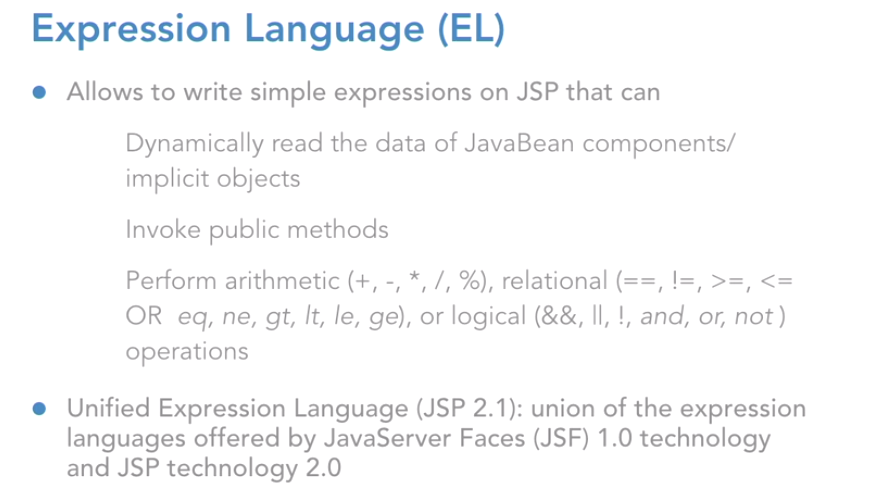 Expression Language (EL)
• Allows to write simple expressions on JSP that can
Dynamically read the data of JavaBean components/
implicit objects
Invoke public methods
Perform arithmetic (+, -, *, /, %), relational (==, !=, >=, <=
OR eq, ne, gt, lt, le, ge), or logical (&&, ||, !, and, or, not )
operations
• Unified Expression Language (JSP 2.1): union of the expression
languages offered by JavaServer Faces (JSF) 1.0 technology
and JSP technology 2.0